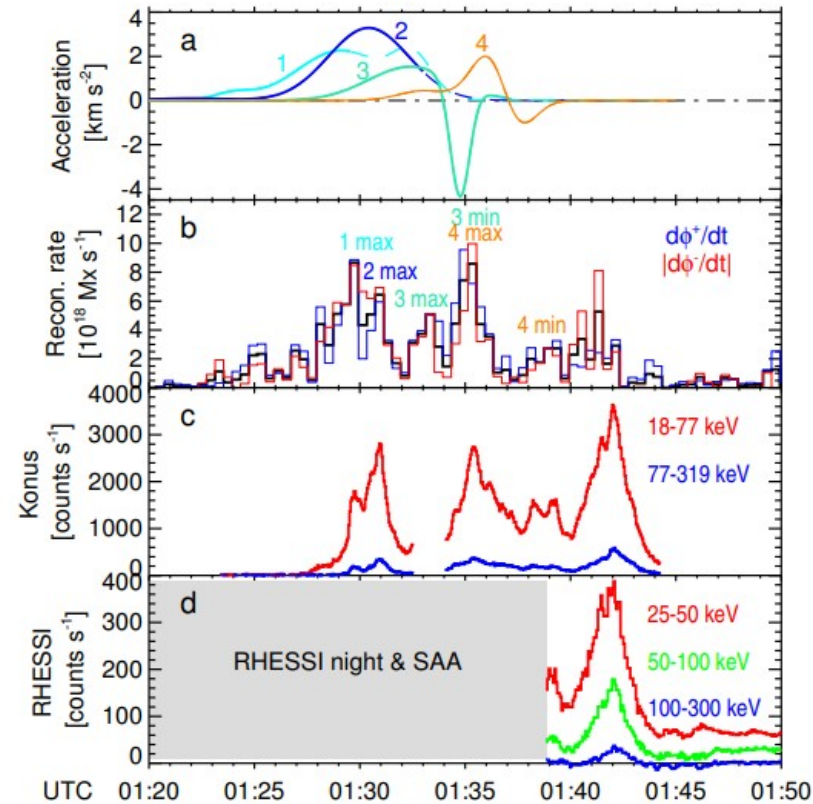 a
4
2
0
-2
-4
Acceleration
[km s⁻²]
1
2
3
4
b
12
10
8
6
4
2
0
Recon. rate
[10¹⁸ Mx s⁻¹]
1 max
2 max
3 max
3 min
4 max
4 min
dϕ⁺/dt
|dϕ⁻/dt|
c
4000
3000
2000
1000
0
Konus
[counts s⁻¹]
18-77 keV
77-319 keV
d
400
300
200
100
0
RHESSI
[counts s⁻¹]
RHESSI night & SAA
25-50 keV
50-100 keV
100-300 keV
UTC 01:20 01:25 01:30 01:35 01:40 01:45 01:50